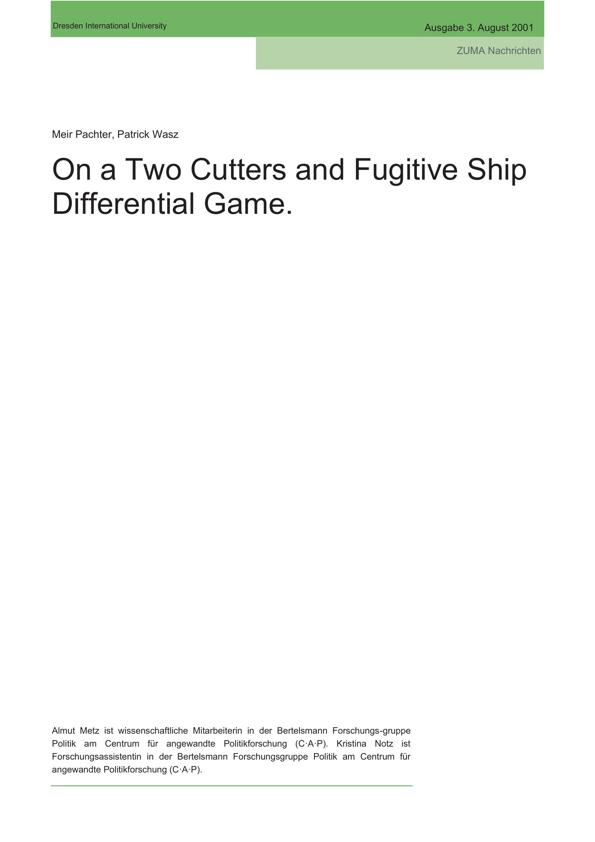 Dresden International University
Ausgabe 3. August 2001
ZUMA Nachrichten
Meir Pachter, Patrick Wasz
On a Two Cutters and Fugitive Ship
Differential Game.
Almut Metz ist wissenschaftliche Mitarbeiterin in der Bertelsmann Forschungs-gruppe
Politik am Centrum für angewandte Politikforschung (C·A·P). Kristina Notz ist
Forschungsassistentin in der Bertelsmann Forschungsgruppe Politik am Centrum für
angewandte Politikforschung (C·A·P).